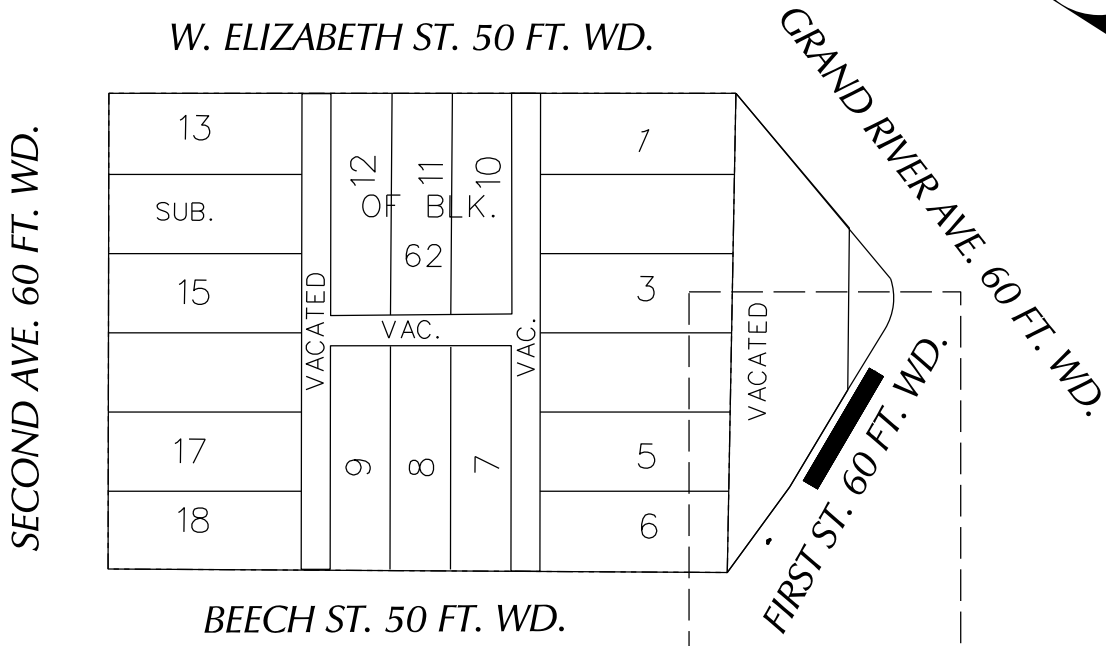 W. ELIZABETH ST. 50 FT. WD.
GRAND RIVER AVE. 60 FT. WD.
SECOND AVE. 60 FT. WD.
13
12
11
10
1
SUB.
OF BLK.
62
15
3
VACATED
VAC.
VAC.
VACATED
17
9
8
7
5
18
6
FIRST ST. 60 FT. WD.
BEECH ST. 50 FT. WD.